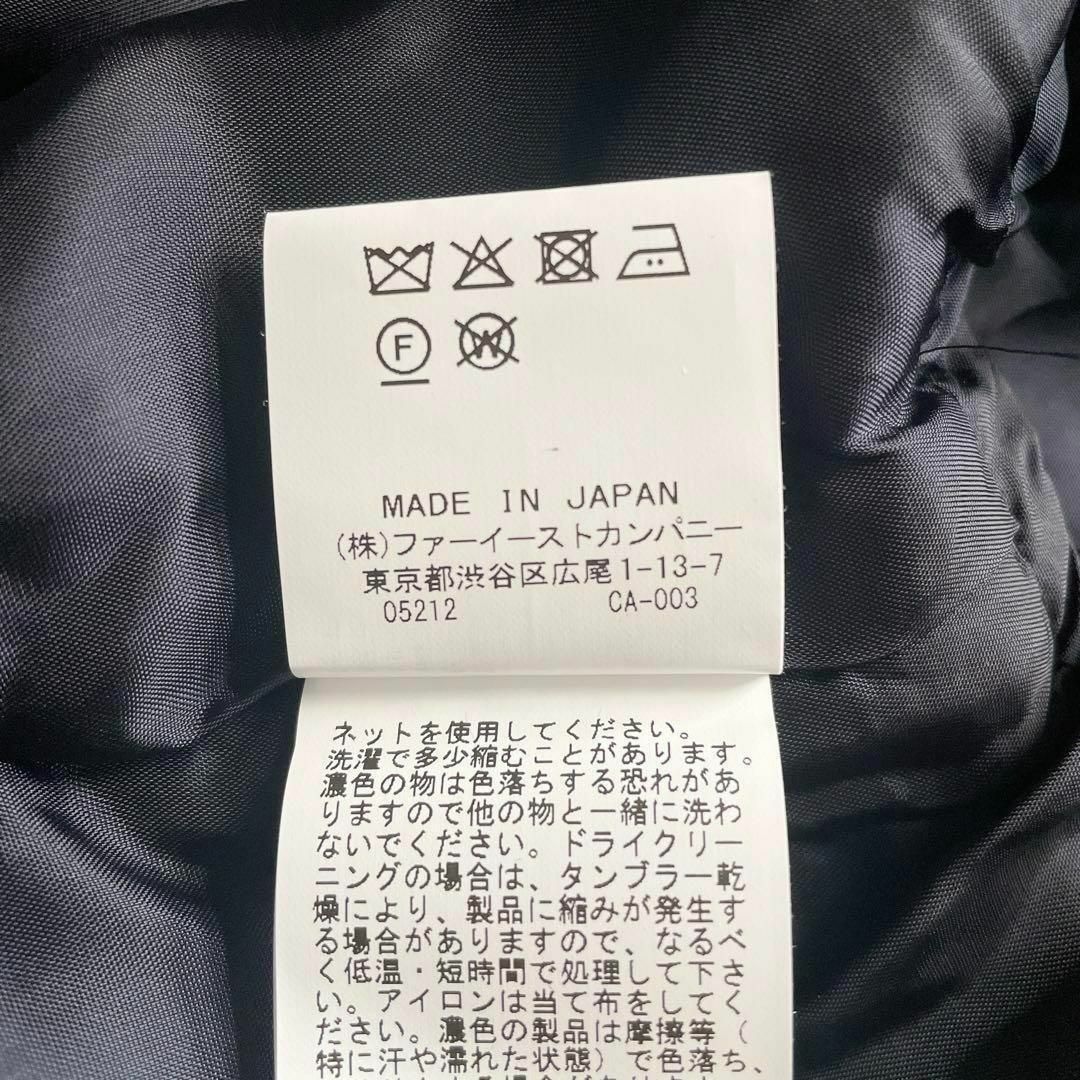 F
W
MADE IN JAPAN
(株)ファーイーストカンパニー
東京都渋谷区広尾1-13-7
05212 CA-003
ネットを使用してください。
洗濯で多少縮むことがあります。
濃色の物は色落ちする恐れがあ
りますので他の物と一緒に洗わ
ないでください。ドライクリー
ニングの場合は、タンブラー乾
燥により、製品に縮みが発生す
る場合がありますので、なるべ
く低温・短時間で処理して下さ
い。アイロンは当て布をしてく
ださい。濃色の製品は摩擦等(
特に汗や濡れた状態)で色落ち、